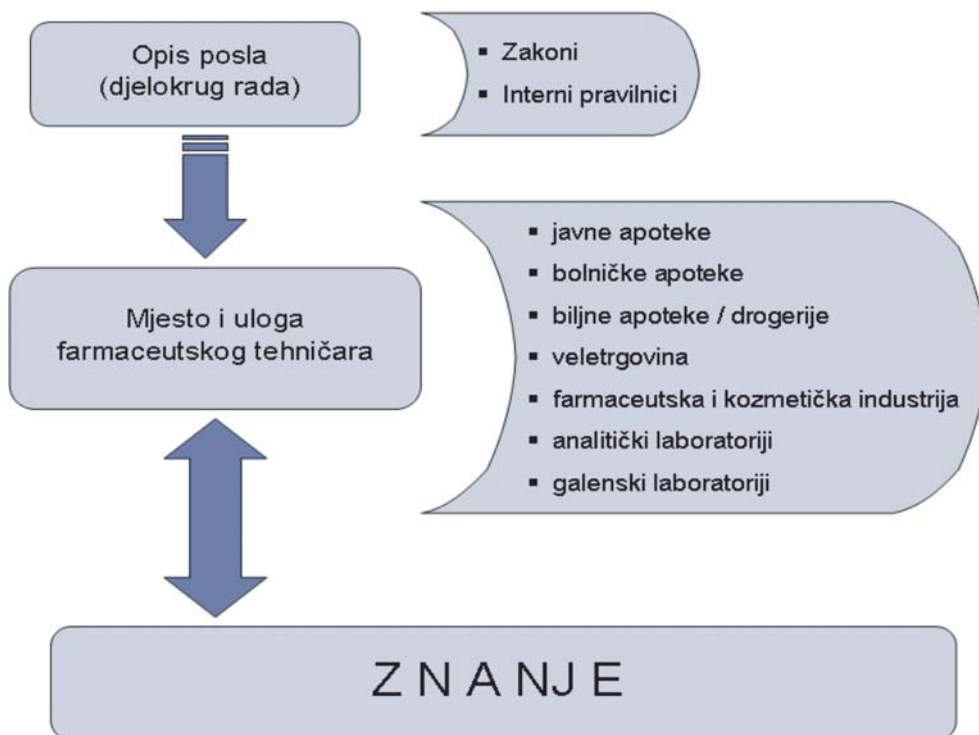 Opis posla
(djelokrug rada)
▪ Zakoni
▪ Interni pravilnici
Mjesto i uloga
farmaceutskog tehničara
▪ javne apoteke
▪ bolničke apoteke
▪ biljne apoteke / drogerije
▪ veletrgovina
▪ farmaceutska i kozmetička industrija
▪ analitički laboratoriji
▪ galenski laboratoriji
Z N A NJ E